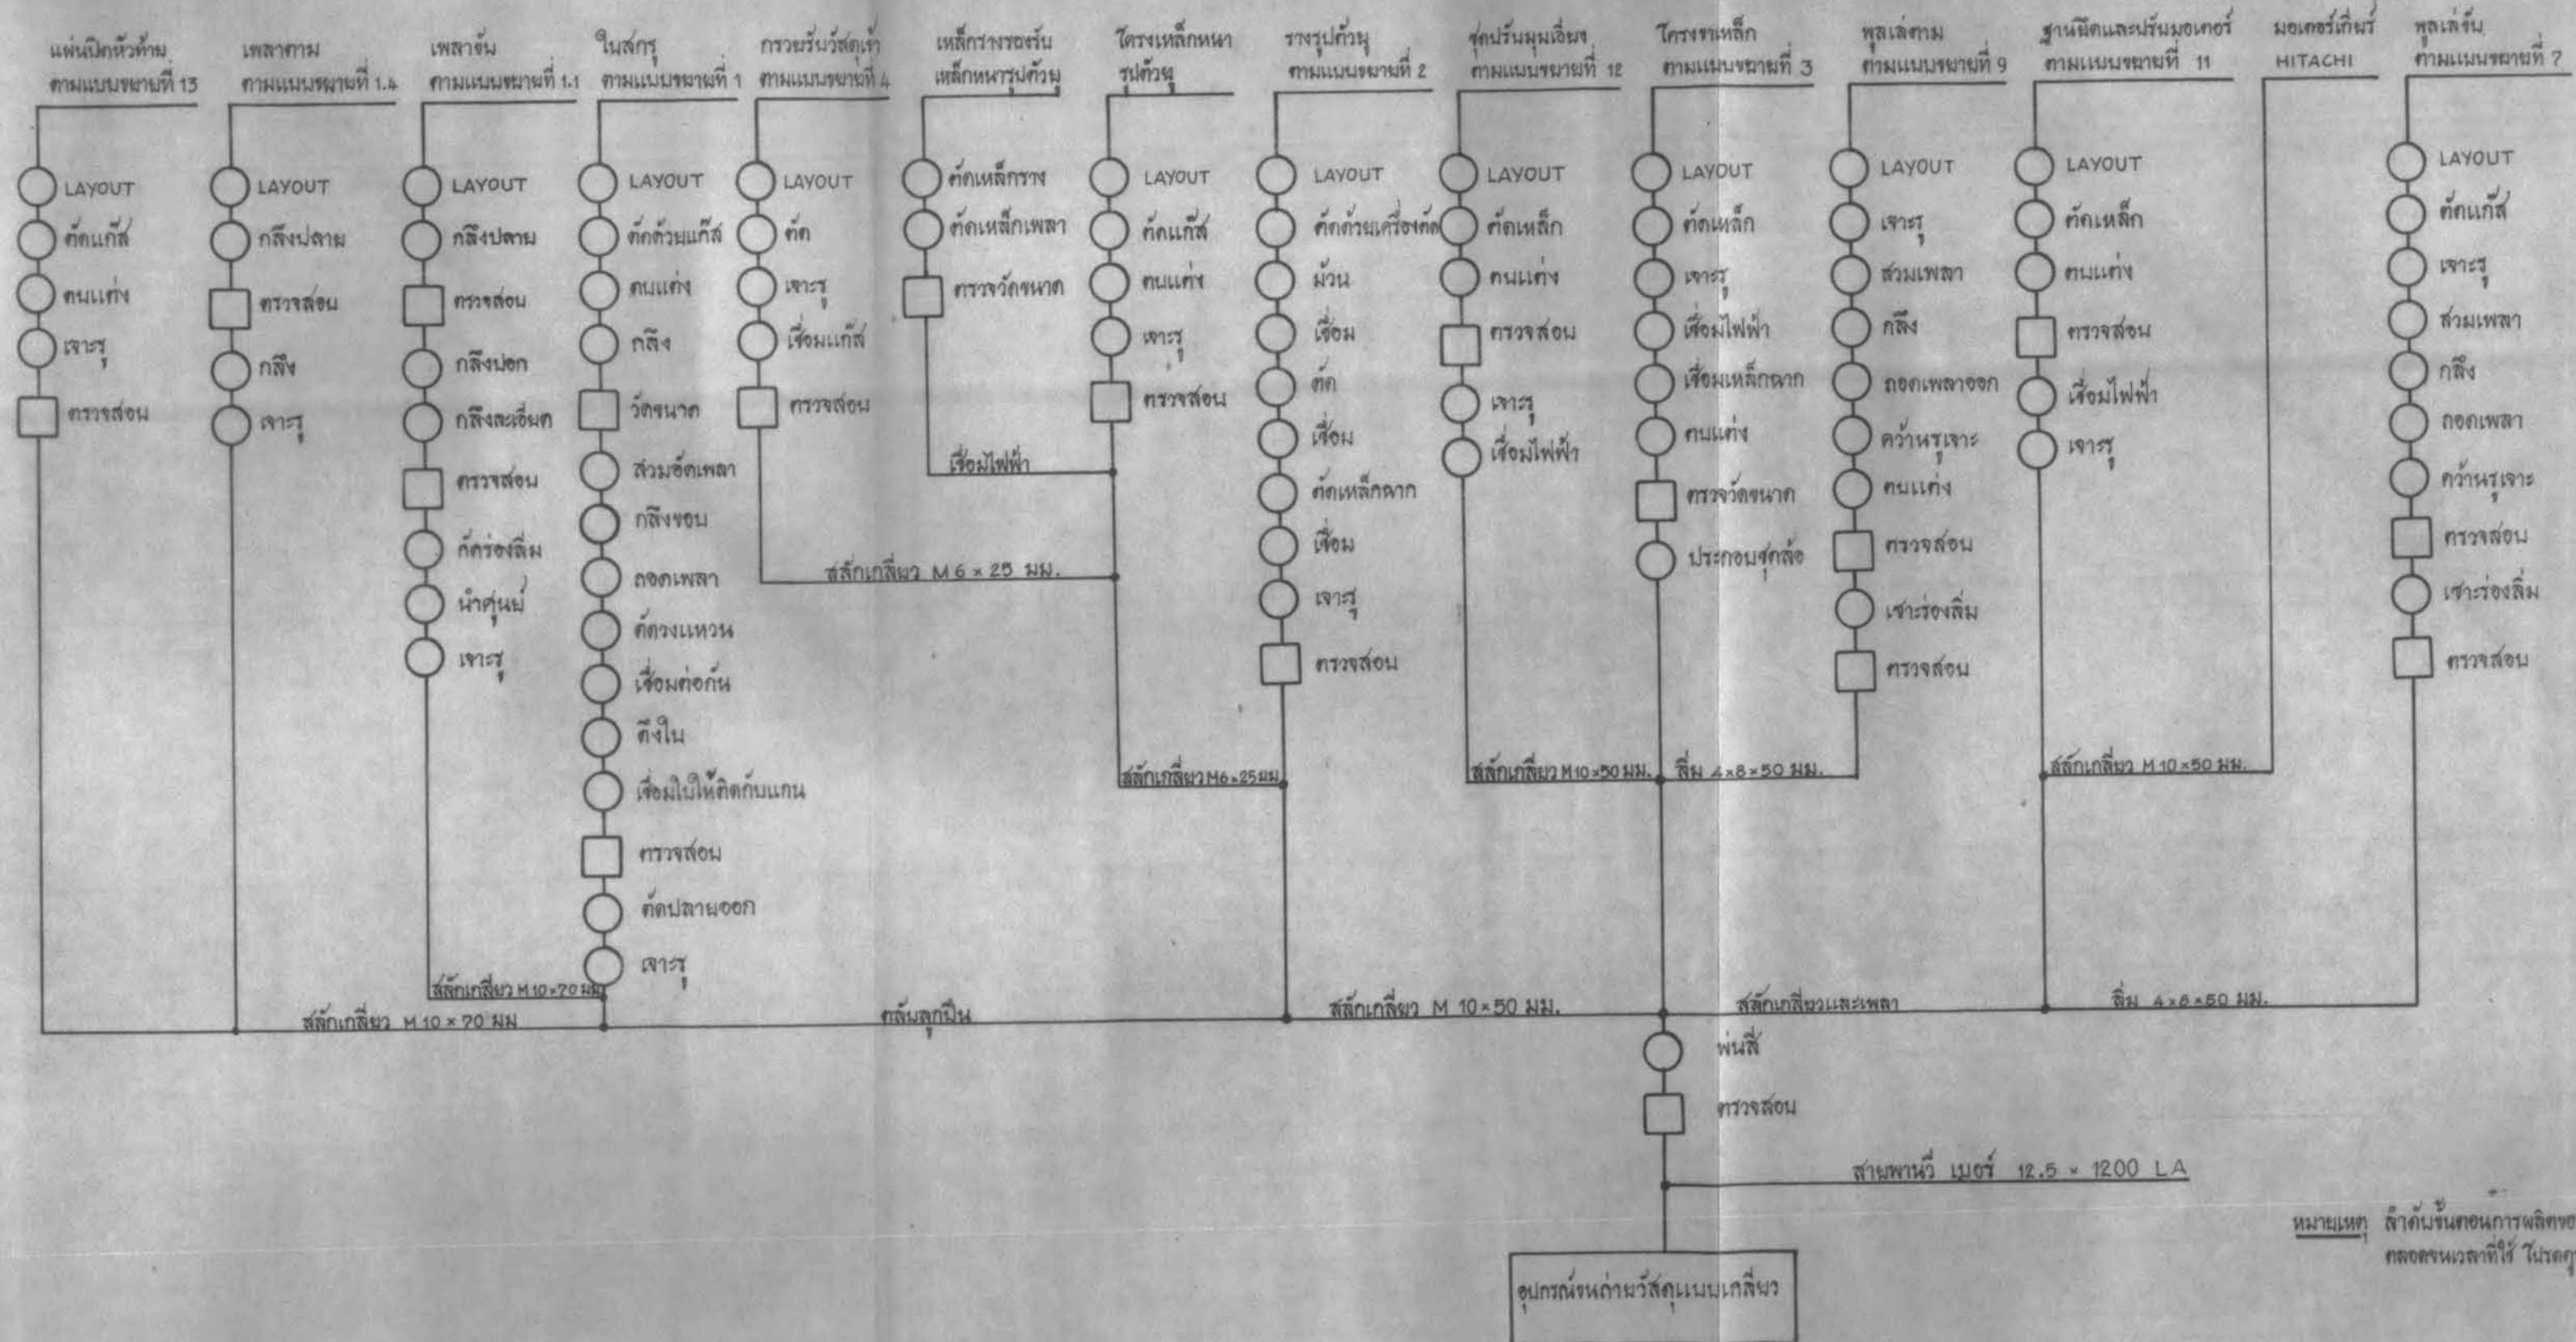 แผ่นปิดหัวท้าย
ตามแบบขยายที่ 13
LAYOUT
ตัดแก๊ส
ตบแต่ง
เจาะรู
ตรวจสอบ
เพลาตาม
ตามแบบขยายที่ 1.4
LAYOUT
กลึงปลาย
ตรวจสอบ
กลึง
เจาะรู
เพลาขับ
ตามแบบขยายที่ 1.1
LAYOUT
กลึงปลาย
ตรวจสอบ
กลึงปอก
กลึงละเอียด
ตรวจสอบ
กัดร่องลิ่ม
นำศูนย์
เจาะรู
ใบสกรู
ตามแบบขยายที่ 1
LAYOUT
ตัดด้วยแก๊ส
ตบแต่ง
กลึง
วัดขนาด
สวมอัดเพลา
กลึงขอบ
ถอดเพลา
ตัดวงแหวน
เชื่อมต่อกัน
ดึงใบ
เชื่อมใบให้ติดกับแกน
ตรวจสอบ
ตัดปลายออก
เจาะรู
กรวยรับวัสดุเข้า
ตามแบบขยายที่ 4
LAYOUT
ตัด
เจาะรู
เชื่อมแก๊ส
ตรวจสอบ
เหล็กรางรองรับ
เหล็กหนารูปตัวยู
ตัดเหล็กราง
ตัดเหล็กเพลา
ตรวจวัดขนาด
เชื่อมไฟฟ้า
โครงเหล็กหนา
รูปตัวยู
LAYOUT
ตัดแก๊ส
ตบแต่ง
เจาะรู
ตรวจสอบ
รางรูปตัวยู
ตามแบบขยายที่ 2
LAYOUT
ตัดด้วยเครื่องตัด
ม้วน
เชื่อม
ตัด
เชื่อม
ตัดเหล็กฉาก
เชื่อม
เจาะรู
ตรวจสอบ
ชุดปรับมุมเอียง
ตามแบบขยายที่ 12
LAYOUT
ตัดเหล็ก
ตบแต่ง
ตรวจสอบ
เจาะรู
เชื่อมไฟฟ้า
โครงขาเหล็ก
ตามแบบขยายที่ 3
LAYOUT
ตัดเหล็ก
เจาะรู
เชื่อมไฟฟ้า
เชื่อมเหล็กฉาก
ตบแต่ง
ตรวจวัดขนาด
ประกอบชุดล้อ
พูลเล่ตาม
ตามแบบขยายที่ 9
LAYOUT
เจาะรู
สวมเพลา
กลึง
ถอดเพลาออก
คว้านรูเจาะ
ตบแต่ง
ตรวจสอบ
เซาะร่องลิ่ม
ตรวจสอบ
ฐานยึดและปรับมอเตอร์
ตามแบบขยายที่ 11
LAYOUT
ตัดเหล็ก
ตบแต่ง
ตรวจสอบ
เชื่อมไฟฟ้า
เจาะรู
มอเตอร์เกียร์
HITACHI
พูลเล่ขับ
ตามแบบขยายที่ 7
LAYOUT
ตัดแก๊ส
เจาะรู
สวมเพลา
กลึง
ถอดเพลา
คว้านรูเจาะ
ตรวจสอบ
เซาะร่องลิ่ม
ตรวจสอบ
สลักเกลียว M 6 × 25 มม.
สลักเกลียว M6×25 มม
สลักเกลียว M 10×50 มม.
ลิ่ม 4×8×50 มม.
สลักเกลียว M 10×50 มม.
สลักเกลียว M 10×70 มม
สลักเกลียว M 10 × 70 มม
ตลับลูกปืน
สลักเกลียว M 10×50 มม.
สลักเกลียวและเพลา
ลิ่ม 4×8×50 มม.
พ่นสี
ตรวจสอบ
สายพานวี เบอร์ 12.5 × 1200 LA
อุปกรณ์ขนถ่ายวัสดุแบบเกลียว
หมายเหตุ ลำดับขั้นตอนการผลิต
ตลอดจนเวลาที่ใช้ โปรดดู